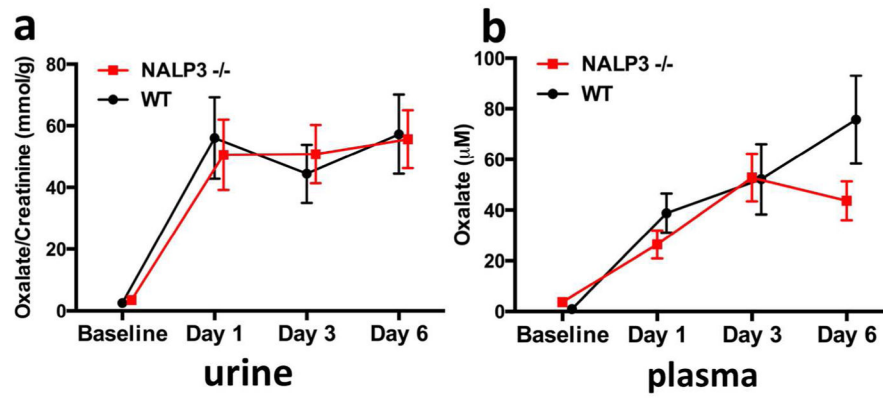 a
80
60
40
20
0
Oxalate/Creatinine (mmol/g)
NALP3 -/-
WT
Baseline Day 1 Day 3 Day 6
urine
b
100
80
60
40
20
0
Oxalate (μM)
NALP3 -/-
WT
Baseline Day 1 Day 3 Day 6
plasma